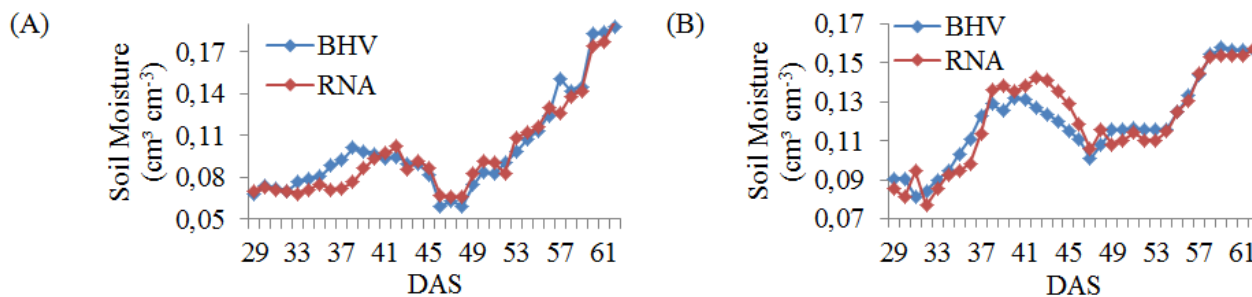 (A)
Soil Moisture
(cm³ cm⁻³)
0,17
0,14
0,11
0,08
0,05
BHV
RNA
29 33 37 41 45 49 53 57 61
DAS
(B)
Soil Moisture
(cm³ cm⁻³)
0,17
0,15
0,13
0,11
0,09
0,07
BHV
RNA
29 33 37 41 45 49 53 57 61
DAS